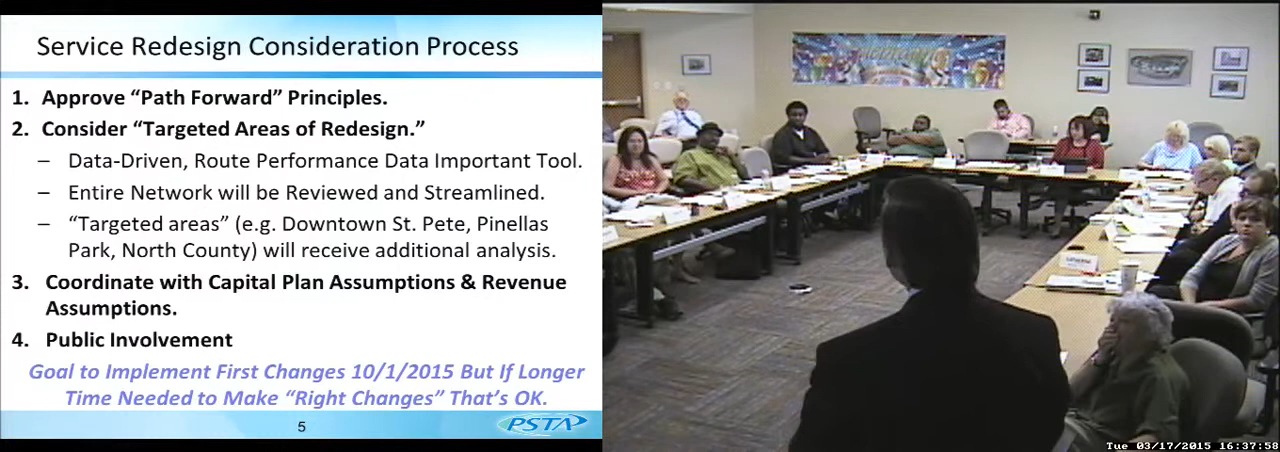 Service Redesign Consideration Process
1. Approve “Path Forward” Principles.
2. Consider “Targeted Areas of Redesign.”
– Data-Driven, Route Performance Data Important Tool.
– Entire Network will be Reviewed and Streamlined.
– “Targeted areas” (e.g. Downtown St. Pete, Pinellas
Park, North County) will receive additional analysis.
3. Coordinate with Capital Plan Assumptions & Revenue
Assumptions.
4. Public Involvement
Goal to Implement First Changes 10/1/2015 But If Longer
Time Needed to Make “Right Changes” That’s OK.
5
PSTA
Tue 03/17/2015 16:37:58